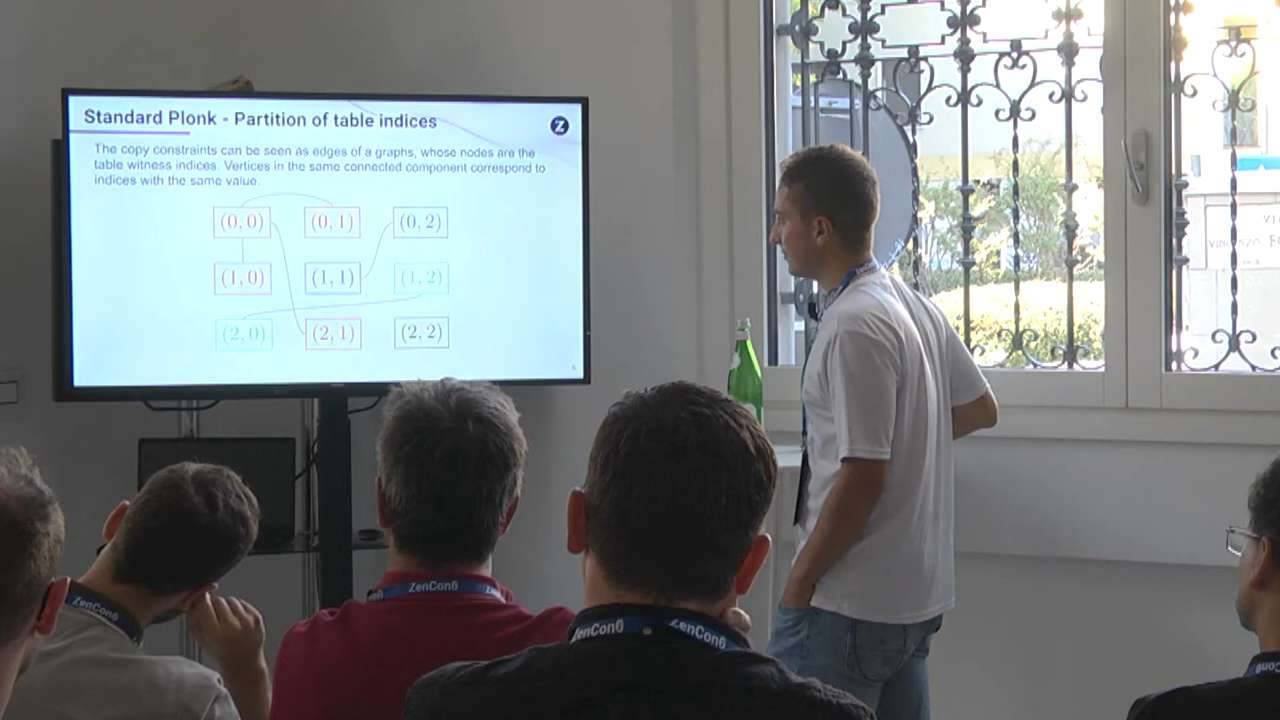 Standard Plonk - Partition of table indices
Z
The copy constraints can be seen as edges of a graphs, whose nodes are the
table witness indices. Vertices in the same connected component correspond to
indices with the same value.
(0, 0) (0, 1) (0, 2)
(1, 0) (1, 1) (1, 2)
(2, 0) (2, 1) (2, 2)
ZenCon6
ZenCon6 ZenCon6